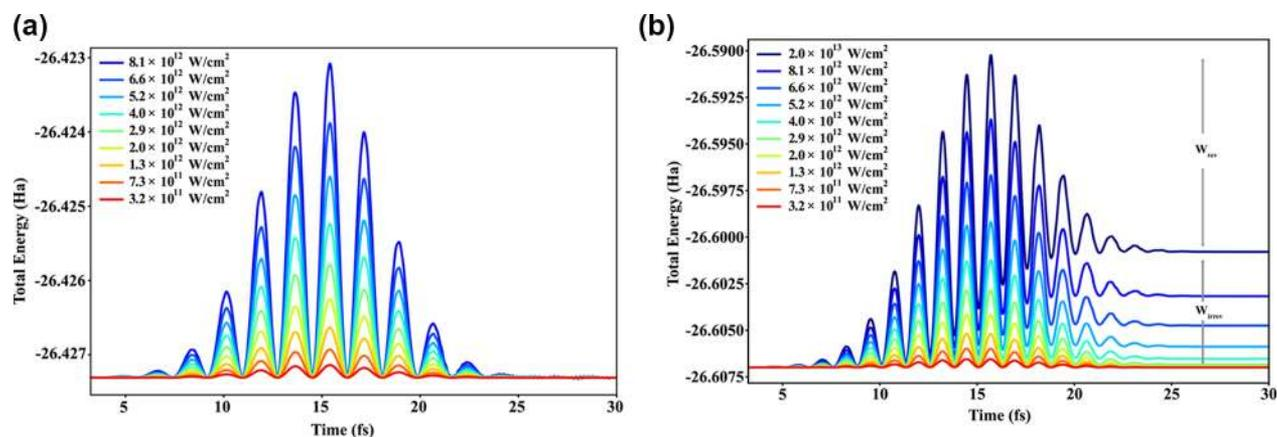 (a)
-26.423
-26.424
-26.425
-26.426
-26.427
Total Energy (Ha)
8.1 × 10¹² W/cm²
6.6 × 10¹² W/cm²
5.2 × 10¹² W/cm²
4.0 × 10¹² W/cm²
2.9 × 10¹² W/cm²
2.0 × 10¹² W/cm²
1.3 × 10¹² W/cm²
7.3 × 10¹¹ W/cm²
3.2 × 10¹¹ W/cm²
5 10 15 20 25 30
Time (fs)
(b)
-26.5900
-26.5925
-26.5950
-26.5975
-26.6000
-26.6025
-26.6050
-26.6075
Total Energy (Ha)
2.0 × 10¹³ W/cm²
8.1 × 10¹² W/cm²
6.6 × 10¹² W/cm²
5.2 × 10¹² W/cm²
4.0 × 10¹² W/cm²
2.9 × 10¹² W/cm²
2.0 × 10¹² W/cm²
1.3 × 10¹² W/cm²
7.3 × 10¹¹ W/cm²
3.2 × 10¹¹ W/cm²
Wrev
Wirrev
5 10 15 20 25 30
Time (fs)